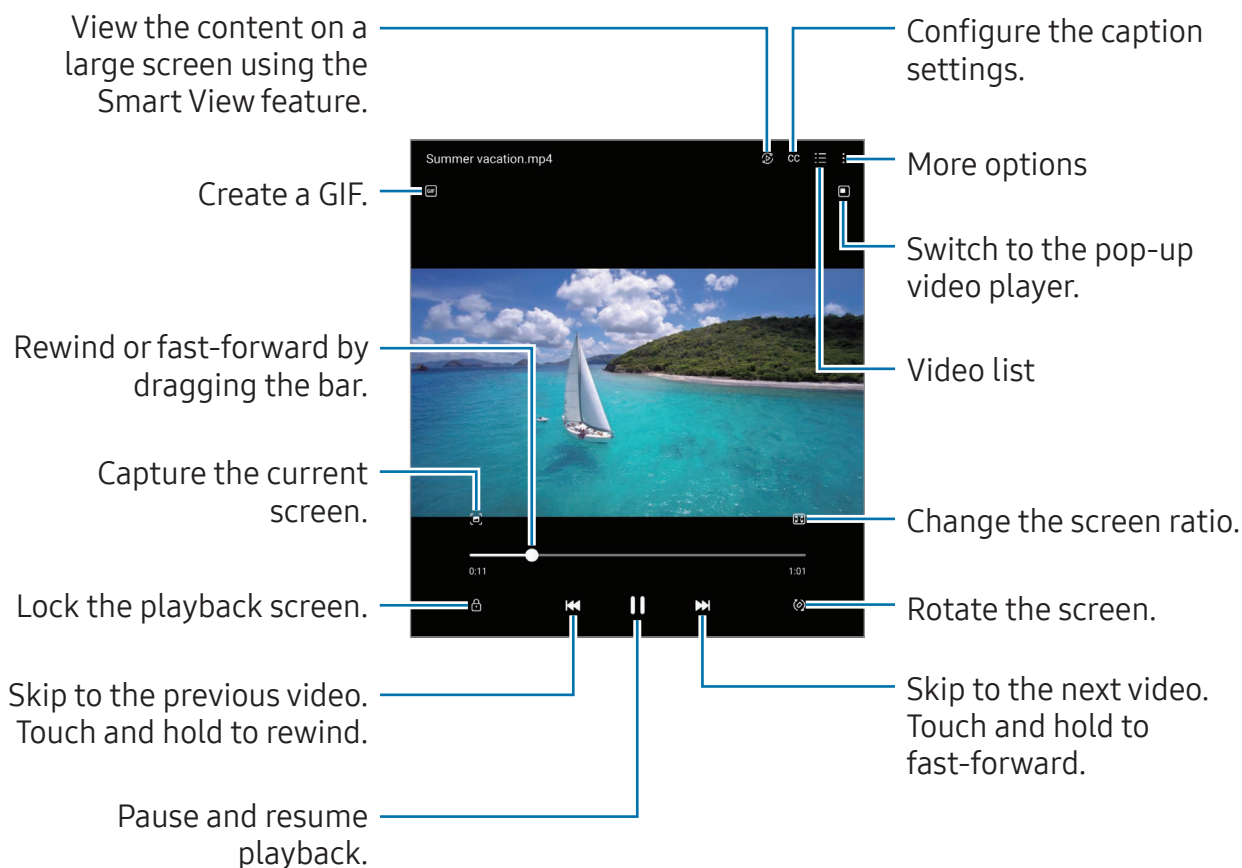 View the content on a
large screen using the
Smart View feature.
Configure the caption
settings.
Summer vacation.mp4
CC
More options
Create a GIF.
GIF
Switch to the pop-up
video player.
Rewind or fast-forward by
dragging the bar.
Video list
Capture the current
screen.
Change the screen ratio.
0:11
1:01
Lock the playback screen.
Rotate the screen.
Skip to the previous video.
Touch and hold to rewind.
Skip to the next video.
Touch and hold to
fast-forward.
Pause and resume
playback.